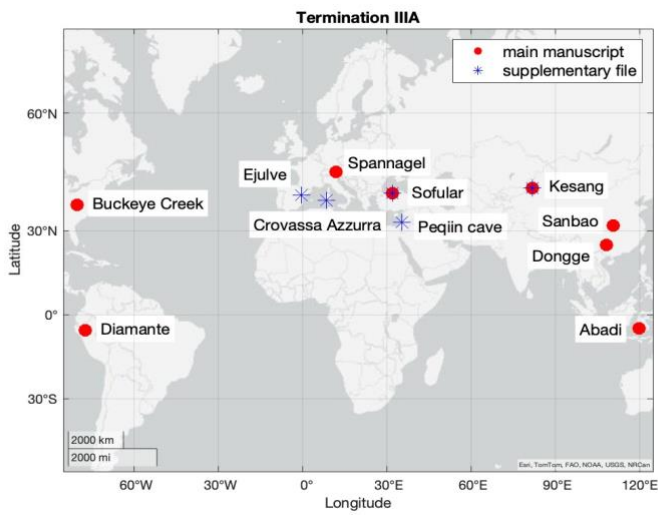 Termination IIIA
main manuscript
supplementary file
60°N
Ejulve
Spannagel
Sofular
Kesang
Buckeye Creek
Crovassa Azzurra
Peqiin cave
Sanbao
30°N
Dongge
Latitude
0°
Diamante
Abadi
30°S
2000 km
2000 mi
Esri, TomTom, FAO, NOAA, USGS, NRCan
60°W
30°W
0°
30°E
60°E
90°E
120°E
Longitude